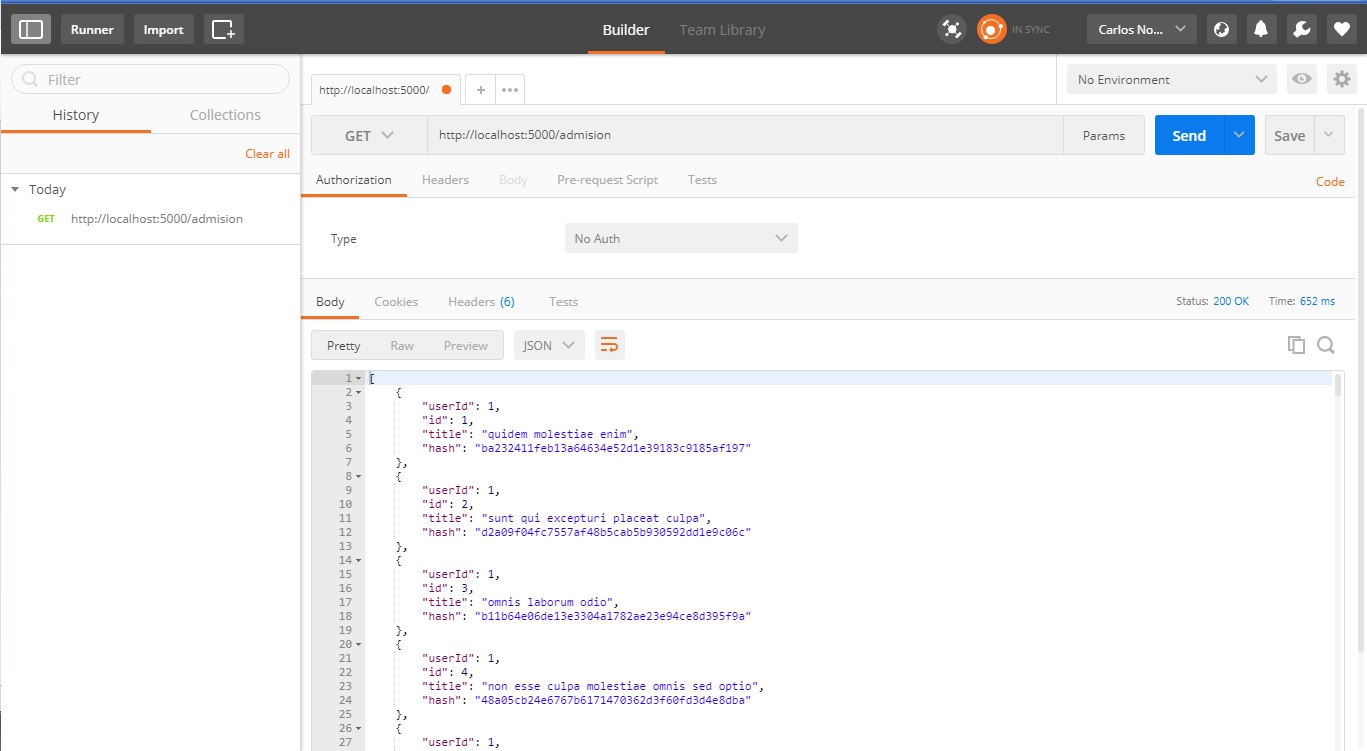 Runner Import Builder Team Library IN SYNC Carlos No...
Filter
History Collections
Clear all
Today
GET http://localhost:5000/admision
http://localhost:5000/ + ••• No Environment
GET http://localhost:5000/admision Params Send Save
Authorization Headers Body Pre-request Script Tests Code
Type No Auth
Body Cookies Headers (6) Tests Status: 200 OK Time: 652 ms
Pretty Raw Preview JSON
1 [
2 {
3 "userId": 1,
4 "id": 1,
5 "title": "quidem molestiae enim",
6 "hash": "ba232411feb13a64634e52d1e39183c9185af197"
7 },
8 {
9 "userId": 1,
10 "id": 2,
11 "title": "sunt qui excepturi placeat culpa",
12 "hash": "d2a09f04fc7557af48b5cab5b930592dd1e9c06c"
13 },
14 {
15 "userId": 1,
16 "id": 3,
17 "title": "omnis laborum odio",
18 "hash": "b11b64e06de13e3304a1782ae23e94ce8d395f9a"
19 },
20 {
21 "userId": 1,
22 "id": 4,
23 "title": "non esse culpa molestiae omnis sed optio",
24 "hash": "48a05cb24e6767b6171470362d3f60fd3d4e8dba"
25 },
26 {
27 "userId": 1,